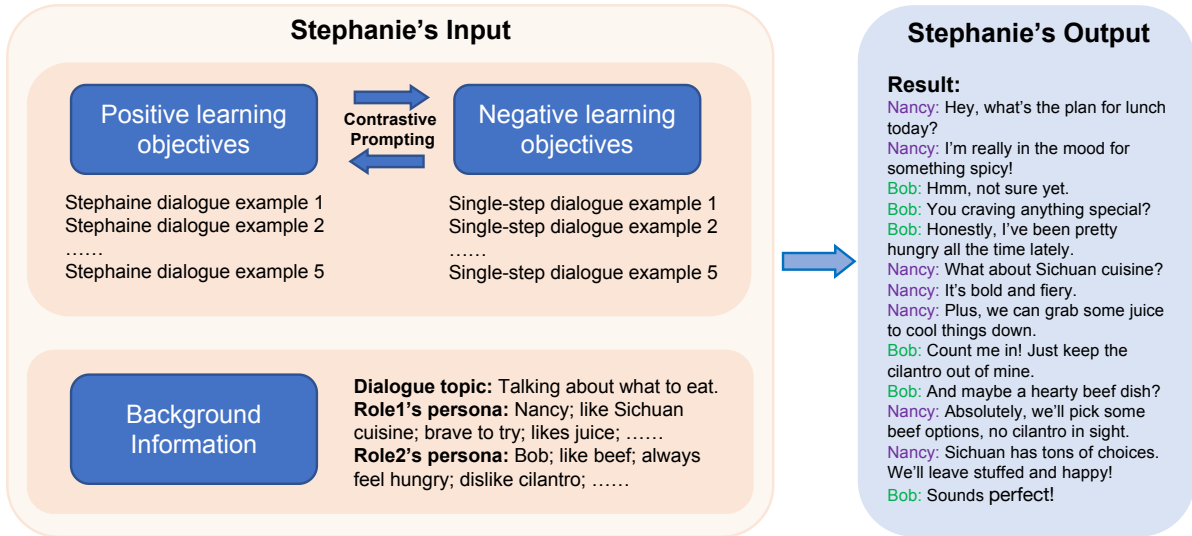 Stephanie's Input
Positive learning
objectives
Contrastive
Prompting
Negative learning
objectives
Stephaine dialogue example 1
Stephaine dialogue example 2
……
Stephaine dialogue example 5
Single-step dialogue example 1
Single-step dialogue example 2
……
Single-step dialogue example 5
Background
Information
Dialogue topic: Talking about what to eat.
Role1's persona: Nancy; like Sichuan
cuisine; brave to try; likes juice; ……
Role2's persona: Bob; like beef; always
feel hungry; dislike cilantro; ……
Stephanie's Output
Result:
Nancy: Hey, what's the plan for lunch
today?
Nancy: I'm really in the mood for
something spicy!
Bob: Hmm, not sure yet.
Bob: You craving anything special?
Bob: Honestly, I've been pretty
hungry all the time lately.
Nancy: What about Sichuan cuisine?
Nancy: It's bold and fiery.
Nancy: Plus, we can grab some juice
to cool things down.
Bob: Count me in! Just keep the
cilantro out of mine.
Bob: And maybe a hearty beef dish?
Nancy: Absolutely, we'll pick some
beef options, no cilantro in sight.
Nancy: Sichuan has tons of choices.
We'll leave stuffed and happy!
Bob: Sounds perfect!